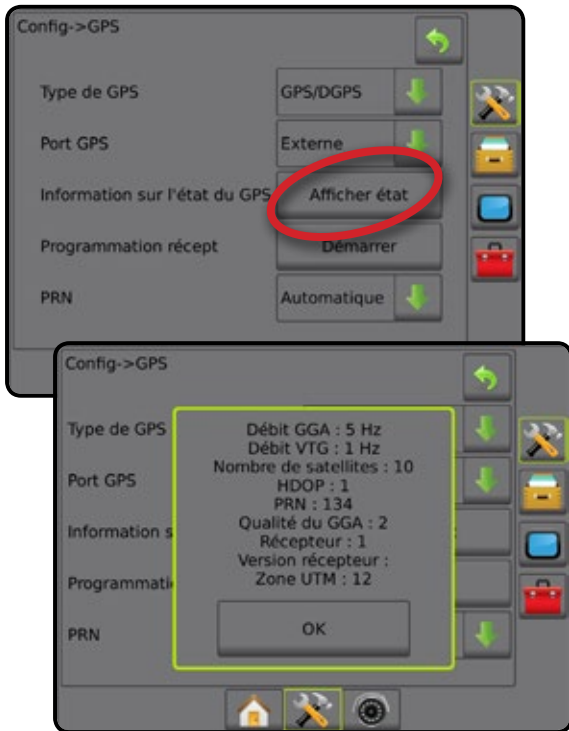 Config->GPS
Type de GPS GPS/DGPS
Port GPS Externe
Information sur l'état du GPS Afficher état
Programmation récept Démarrer
PRN Automatique
Config->GPS
Type de GPS
Port GPS
Information s
Programmati
PRN
Débit GGA : 5 Hz
Débit VTG : 1 Hz
Nombre de satellites : 10
HDOP : 1
PRN : 134
Qualité du GGA : 2
Récepteur : 1
Version récepteur :
Zone UTM : 12
OK